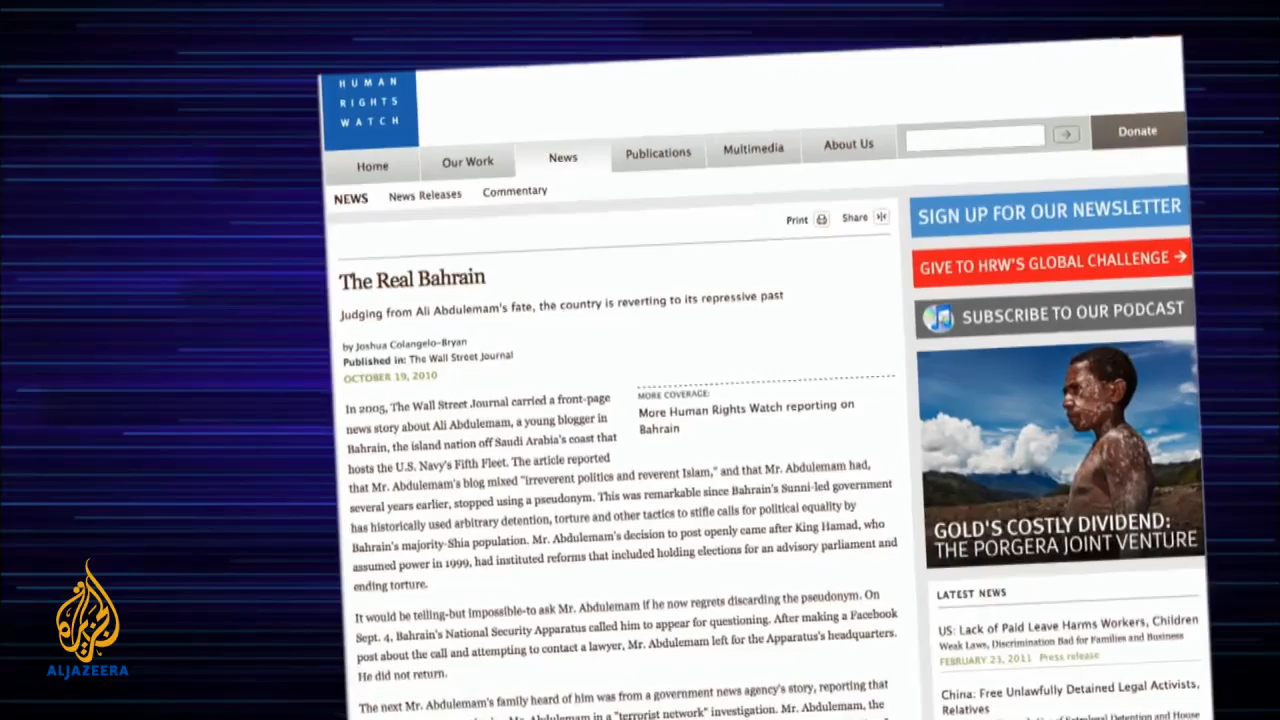 HUMAN
RIGHTS
WATCH
Home
Our Work
News
Publications
Multimedia
About Us
Donate
NEWS
News Releases
Commentary
Print
Share
The Real Bahrain
Judging from Ali Abdulemam's fate, the country is reverting to its repressive past
by Joshua Colangelo-Bryan
Published in: The Wall Street Journal
OCTOBER 19, 2010
In 2005, The Wall Street Journal carried a front-page
news story about Ali Abdulemam, a young blogger in
Bahrain, the island nation off Saudi Arabia's coast that
hosts the U.S. Navy's Fifth Fleet. The article reported
that Mr. Abdulemam's blog mixed "irreverent politics and reverent Islam," and that Mr. Abdulemam had,
several years earlier, stopped using a pseudonym. This was remarkable since Bahrain's Sunni-led government
has historically used arbitrary detention, torture and other tactics to stifle calls for political equality by
Bahrain's majority-Shia population. Mr. Abdulemam's decision to post openly came after King Hamad, who
assumed power in 1999, had instituted reforms that included holding elections for an advisory parliament and
ending torture.
It would be telling-but impossible-to ask Mr. Abdulemam if he now regrets discarding the pseudonym. On
Sept. 4, Bahrain's National Security Apparatus called him to appear for questioning. After making a Facebook
post about the call and attempting to contact a lawyer, Mr. Abdulemam left for the Apparatus's headquarters.
He did not return.
The next Mr. Abdulemam's family heard of him was from a government news agency's story, reporting that
Abdulemam in a "terrorist network" investigation. Mr. Abdulemam, the
MORE COVERAGE:
More Human Rights Watch reporting on
Bahrain
SIGN UP FOR OUR NEWSLETTER
GIVE TO HRW'S GLOBAL CHALLENGE →
SUBSCRIBE TO OUR PODCAST
GOLD'S COSTLY DIVIDEND:
THE PORGERA JOINT VENTURE
LATEST NEWS
US: Lack of Paid Leave Harms Workers, Children
Weak Laws, Discrimination Bad for Families and Business
FEBRUARY 23, 2011 Press release
China: Free Unlawfully Detained Legal Activists,
Relatives
Detention and House
الجزيرة
ALJAZEERA